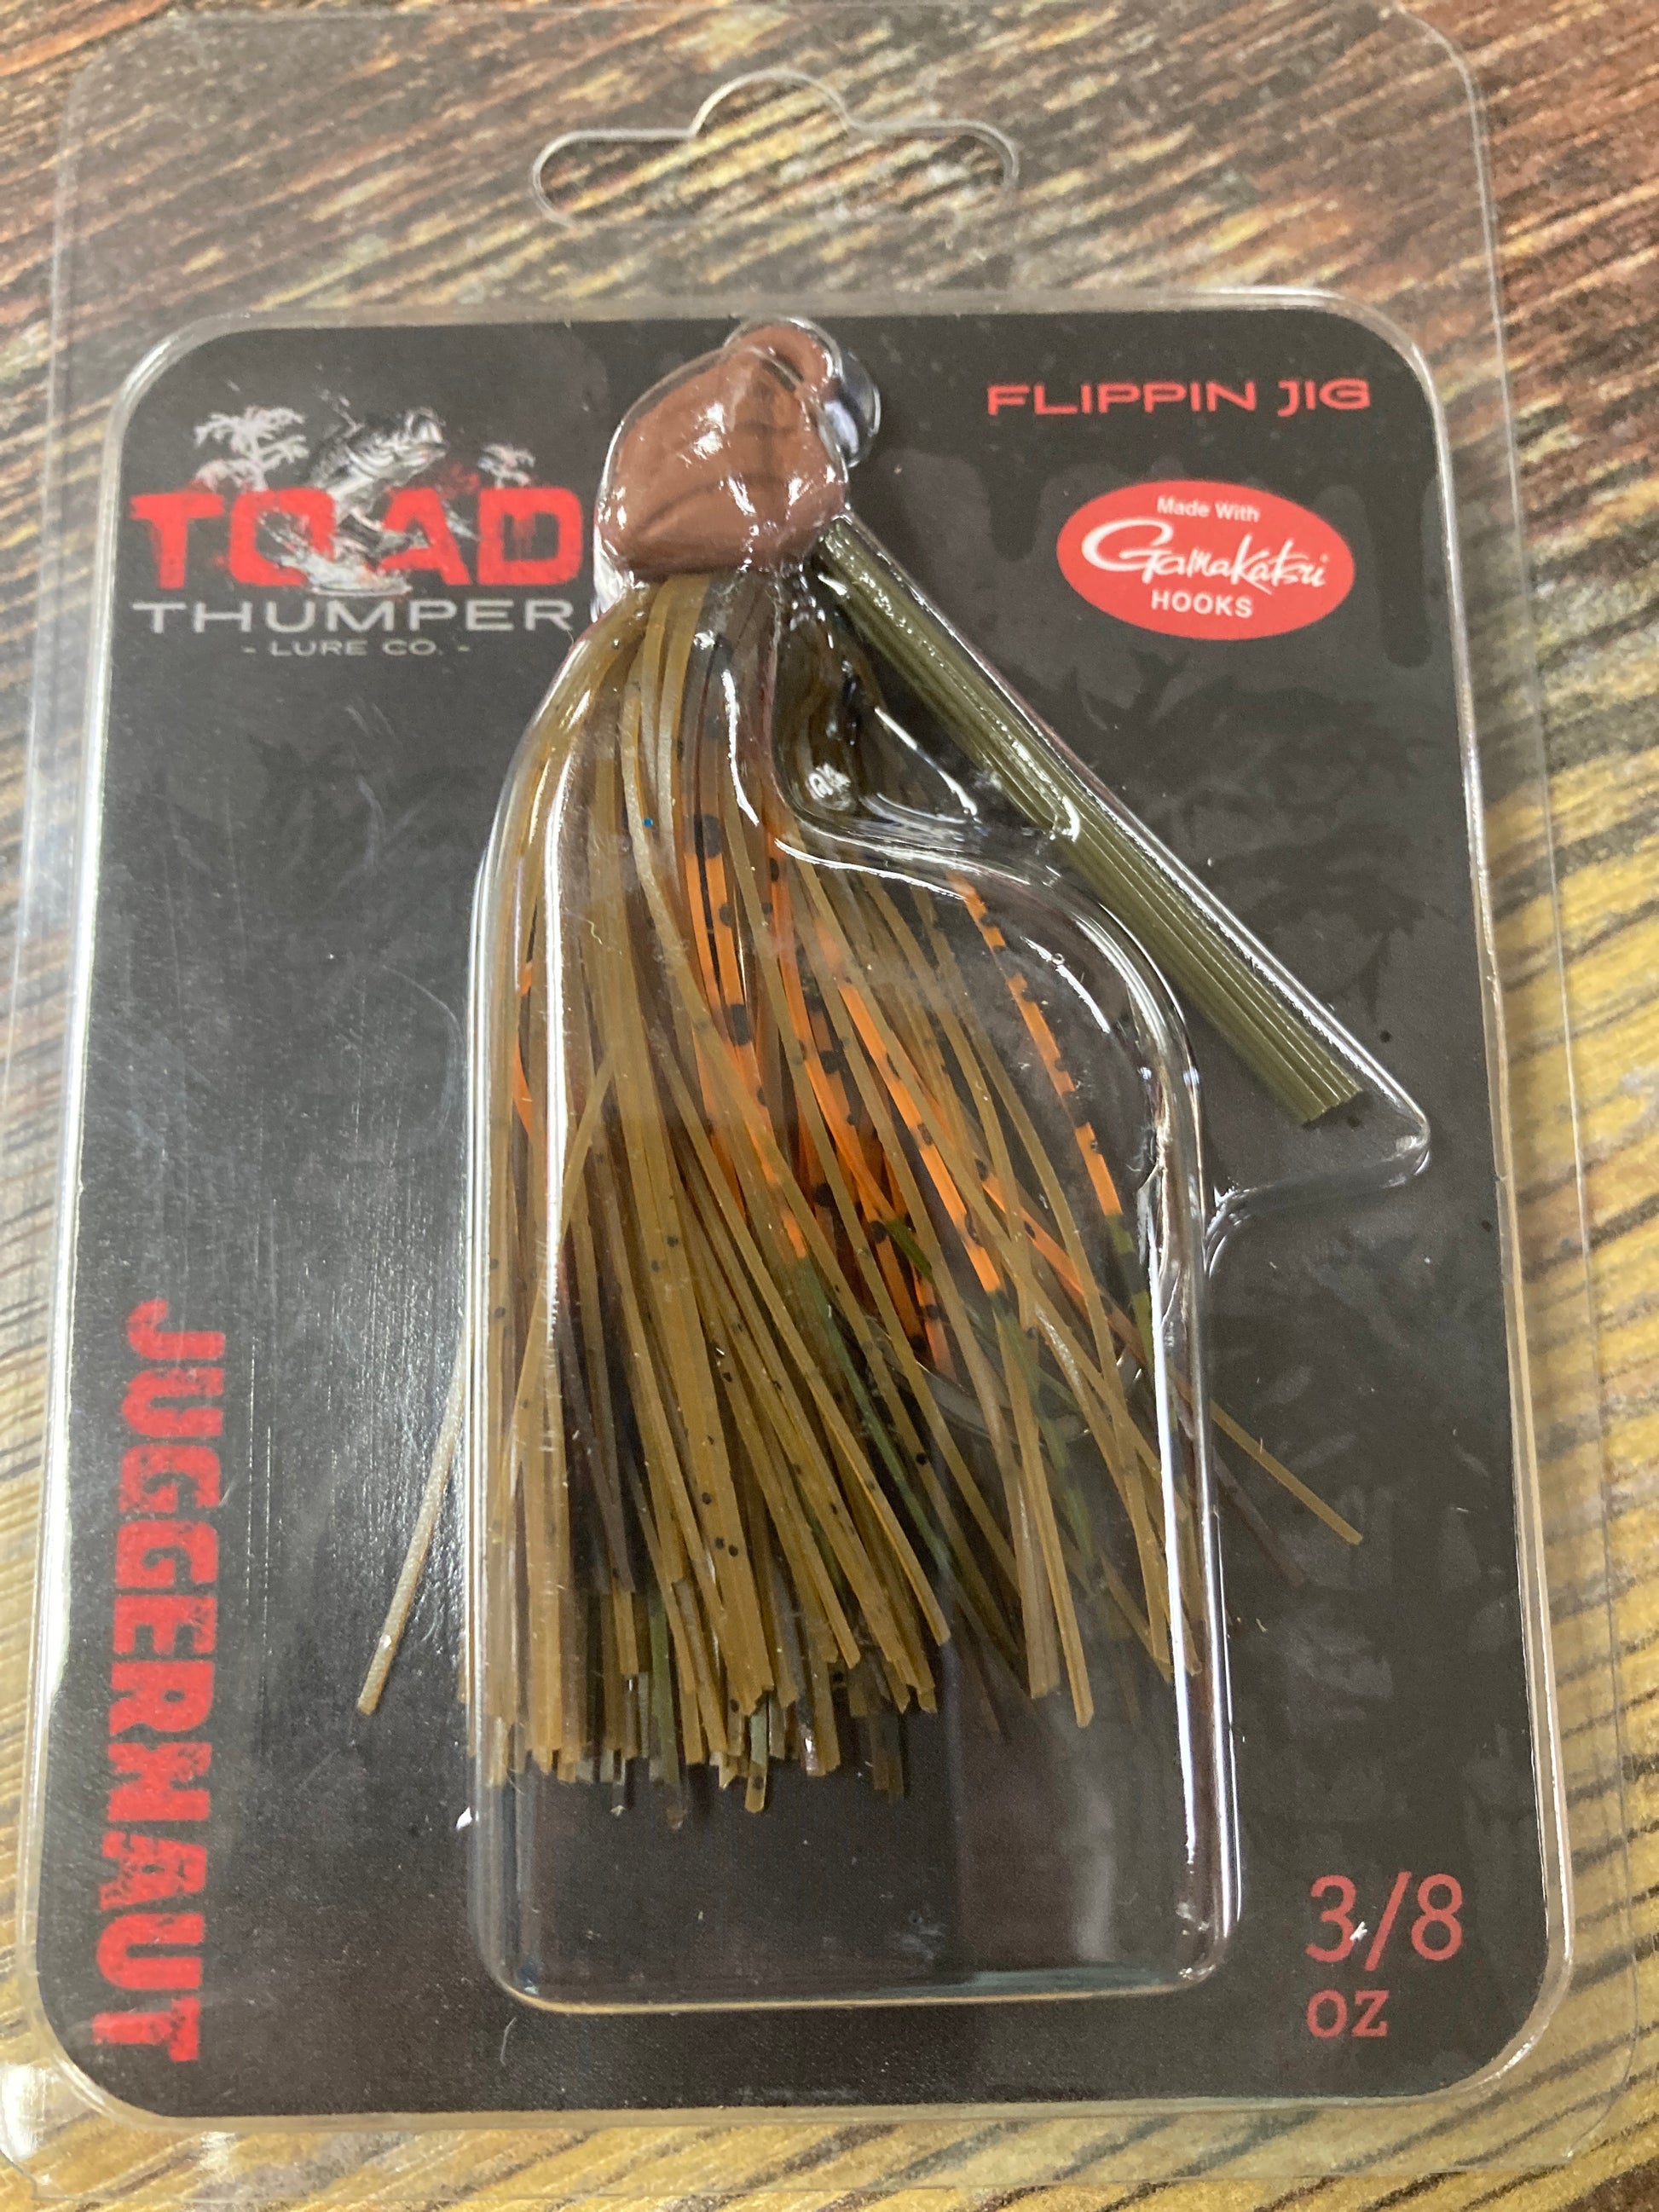 FLIPPIN JIG
TOAD
THUMPER
- LURE CO. -
Made With
Gamakatsu
HOOKS
JUGGERNAUT
3/8
oz